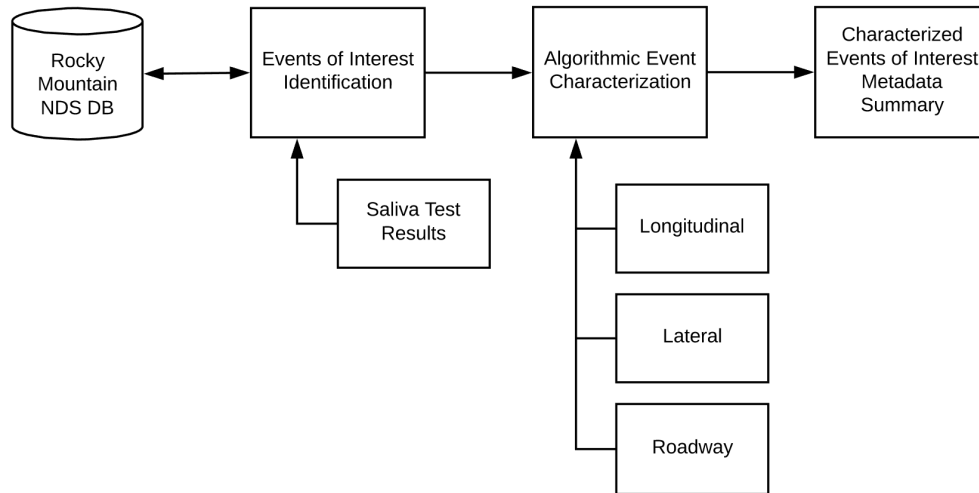 Rocky
Mountain
NDS DB
Events of Interest
Identification
Algorithmic Event
Characterization
Characterized
Events of Interest
Metadata
Summary
Saliva Test
Results
Longitudinal
Lateral
Roadway